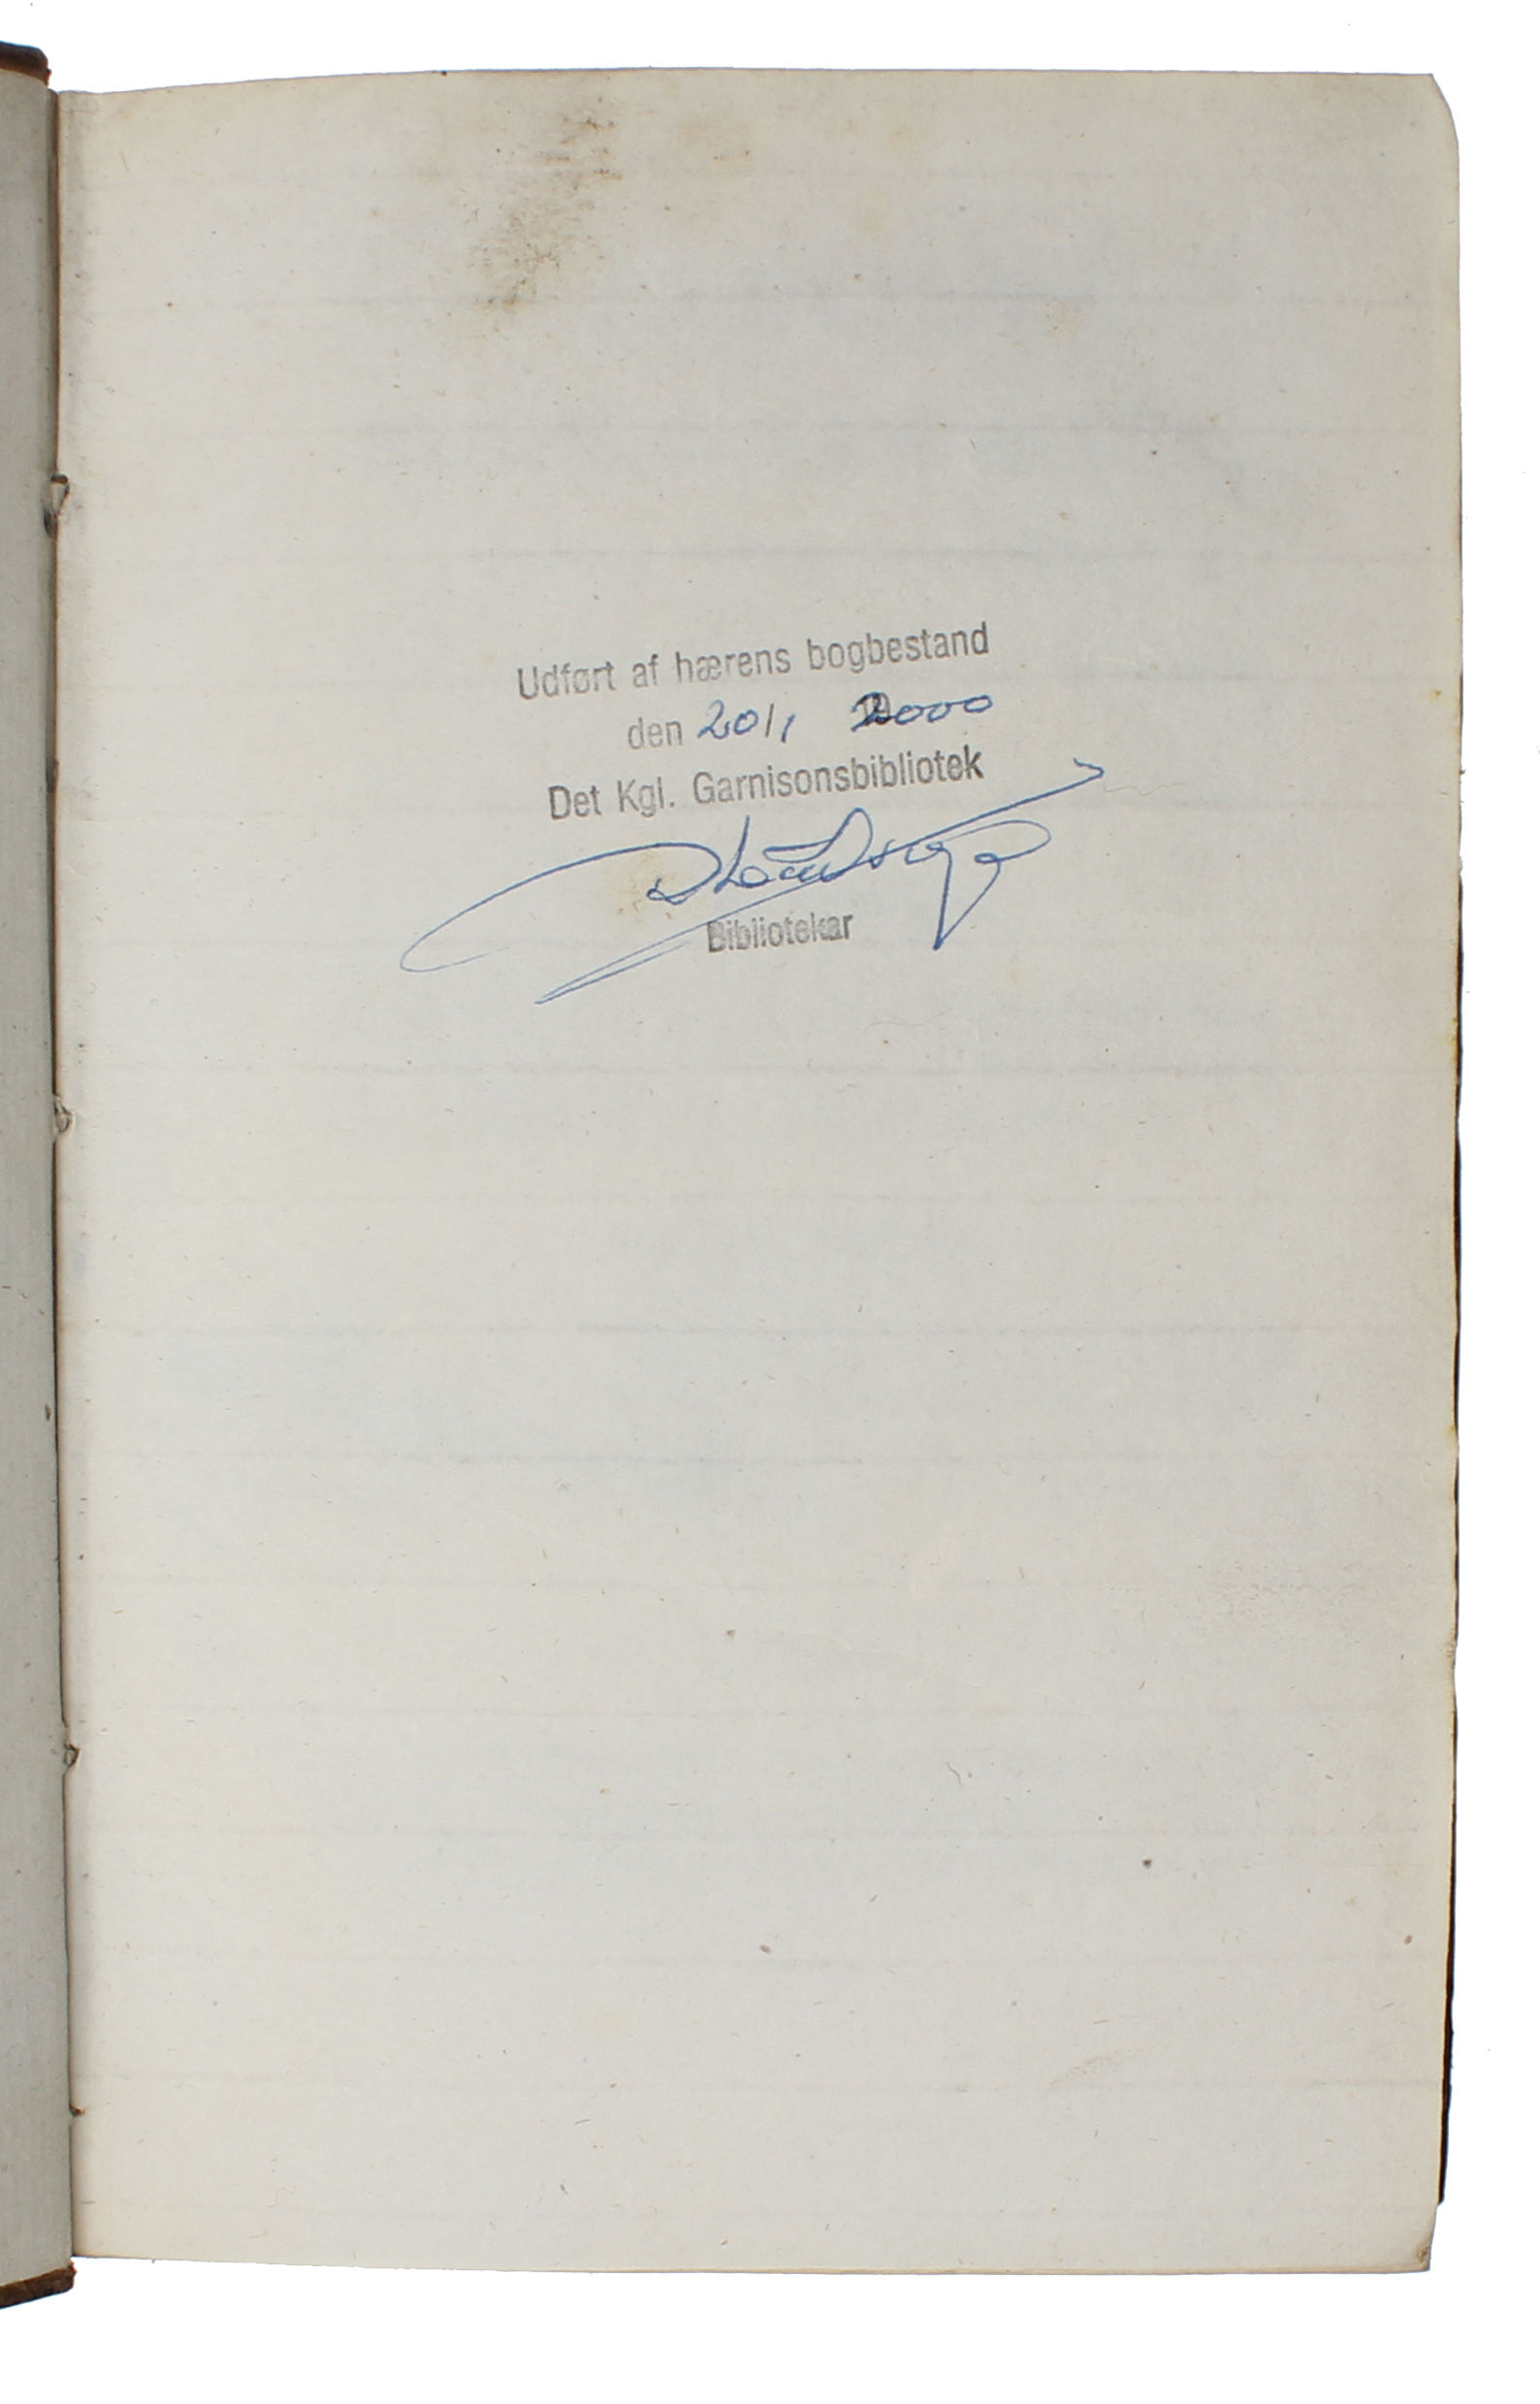 Udført af hærens bogbestand
den 20/1 2000
Det Kgl. Garnisonsbibliotek
Bibliotekar